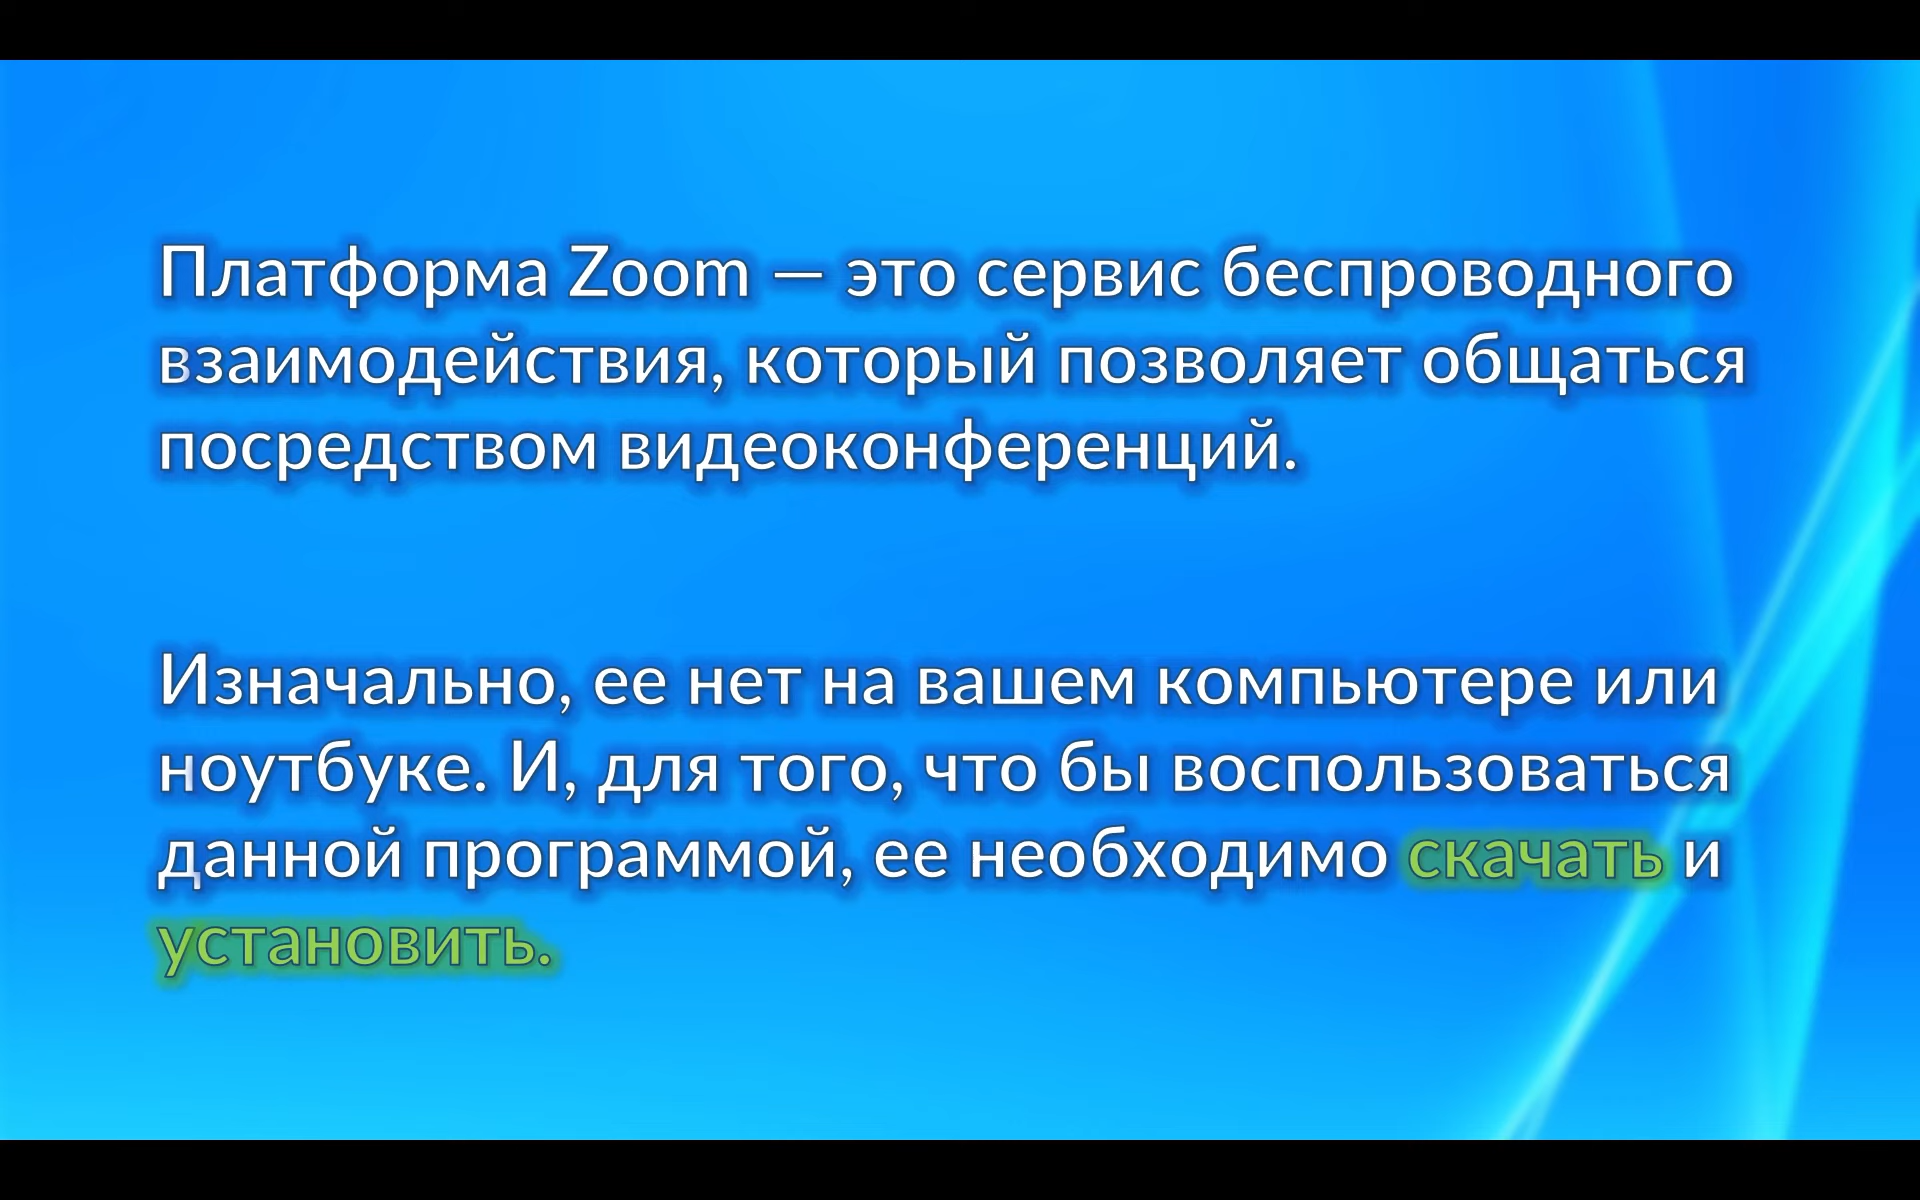 Платформа Zoom — это сервис беспроводного
взаимодействия, который позволяет общаться
посредством видеоконференций.
Изначально, ее нет на вашем компьютере или
ноутбуке. И, для того, что бы воспользоваться
данной программой, ее необходимо скачать и
установить.